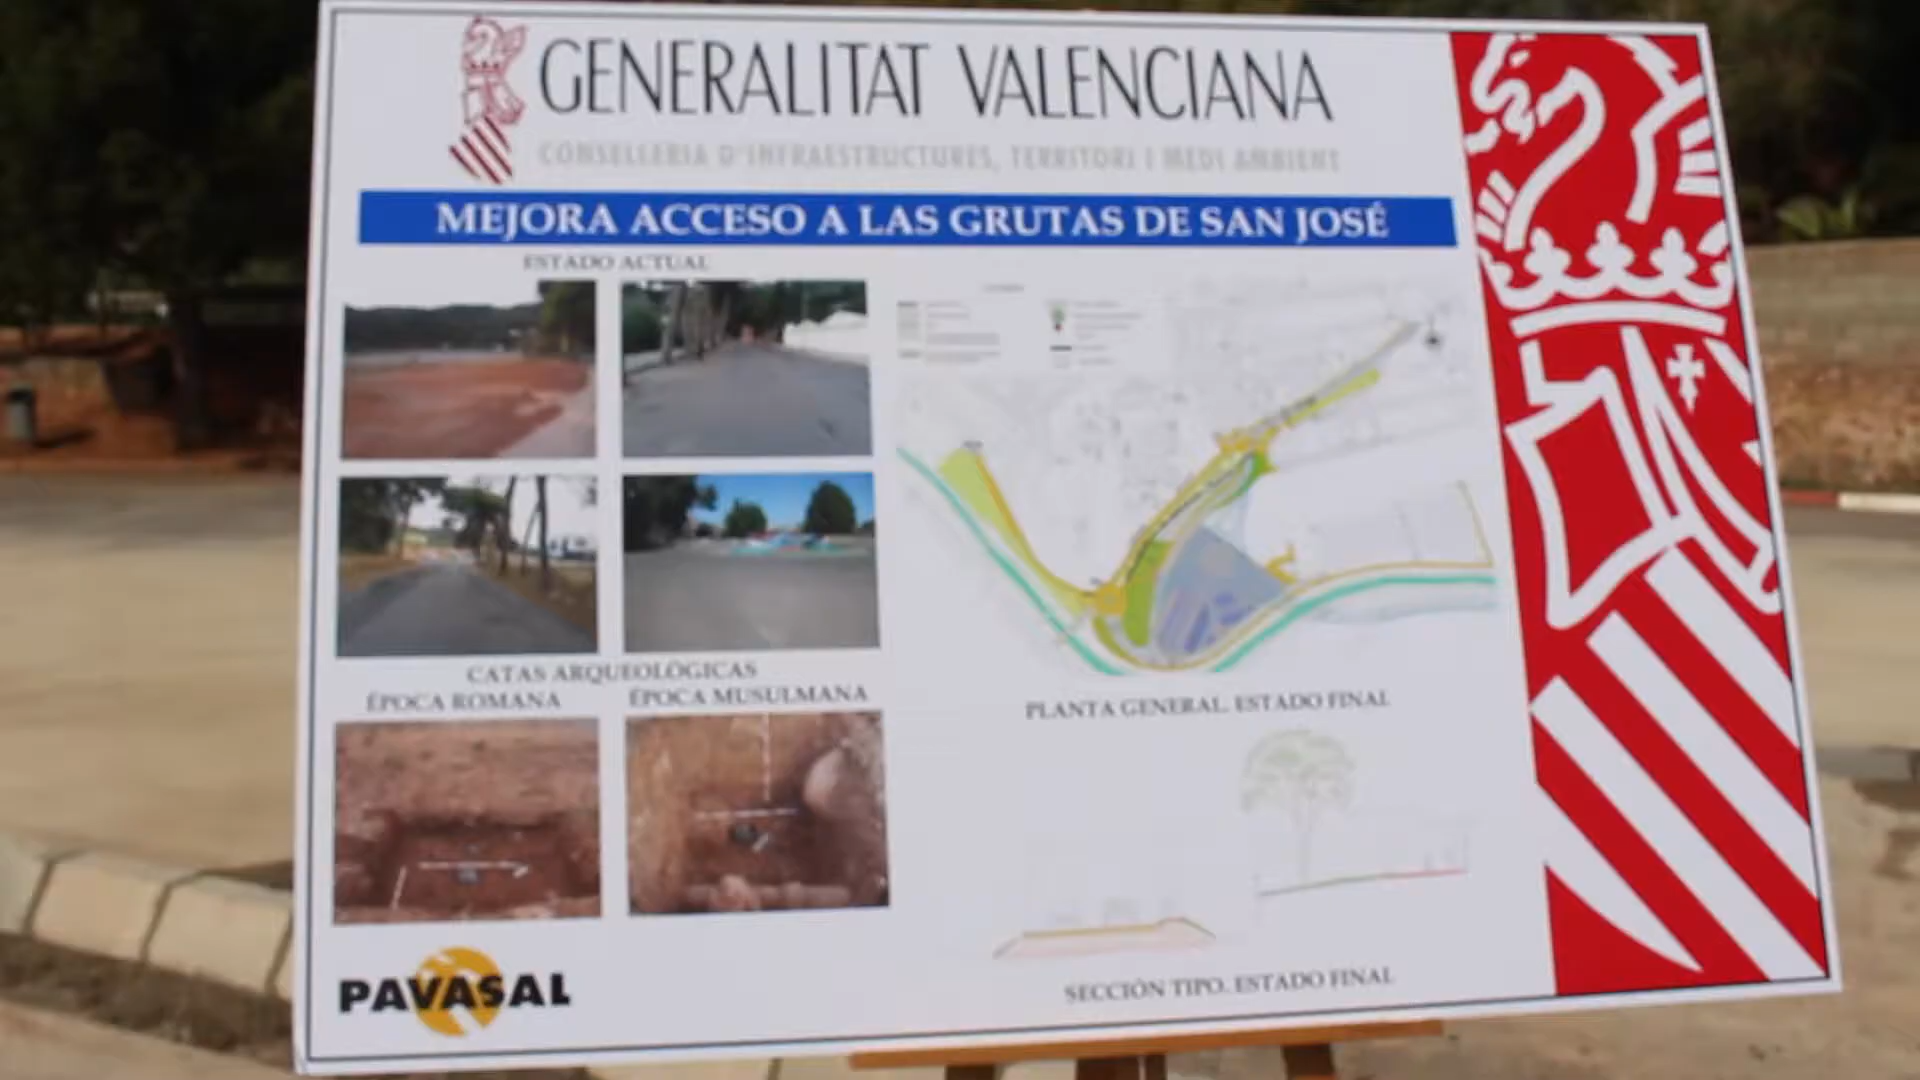 GENERALITAT VALENCIANA
CONSELLERIA D'INFRAESTRUCTURES, TERRITORI I MEDI AMBIENT
MEJORA ACCESO A LAS GRUTAS DE SAN JOSÉ
ESTADO ACTUAL
CATAS ARQUEOLÓGICAS
ÉPOCA ROMANA
ÉPOCA MUSULMANA
PLANTA GENERAL. ESTADO FINAL
SECCIÓN TIPO. ESTADO FINAL
PAVASAL